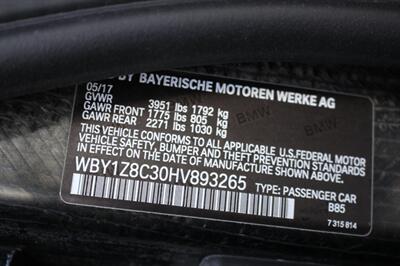 BY BAYERISCHE MOTOREN WERKE AG
05/17
GVWR 3951 lbs 1792 kg
GAWR FRONT 1775 lbs 805 kg
GAWR REAR 2271 lbs 1030 kg
THIS VEHICLE CONFORMS TO ALL APPLICABLE U.S.FEDERAL MOTOR
VEHICLE SAFETY, BUMPER, AND THEFT PREVENTION STANDARDS
IN EFFECT ON THE DATE OF MANUFACTURE SHOWN ABOVE.
WBY1Z8C30HV893265 TYPE: PASSENGER CAR
B85
7 315 814